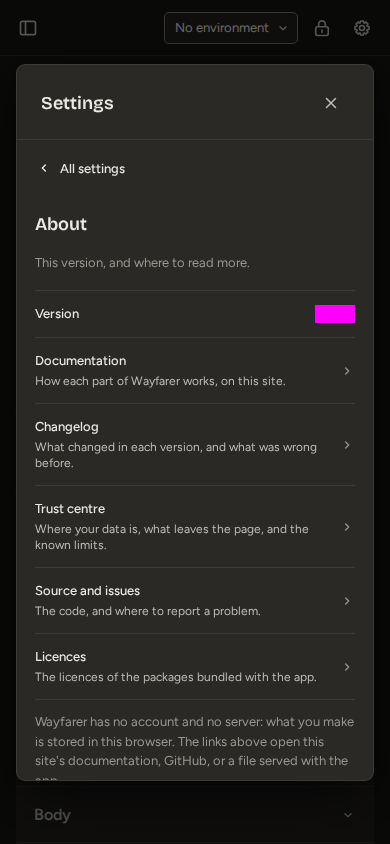 No environment
Settings
All settings
About
This version, and where to read more.
Version
Documentation
How each part of Wayfarer works, on this site.
Changelog
What changed in each version, and what was wrong
before.
Trust centre
Where your data is, what leaves the page, and the
known limits.
Source and issues
The code, and where to report a problem.
Licences
The licences of the packages bundled with the app.
Wayfarer has no account and no server: what you make
is stored in this browser. The links above open this
site's documentation, GitHub, or a file served with the
Body